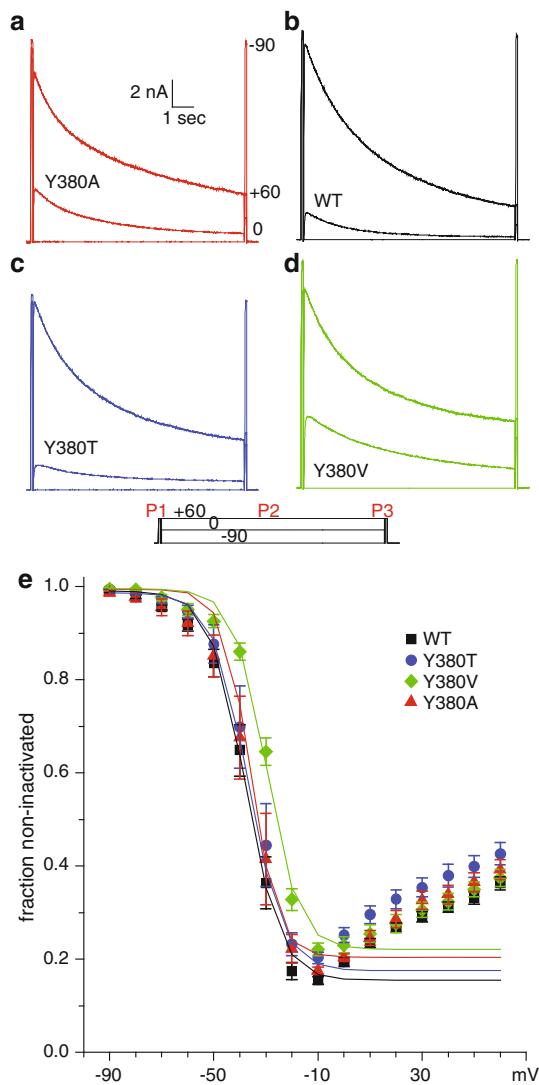 a
b
-90
2 nA
1 sec
Y380A
+60
0
WT
c
d
Y380T
Y380V
P1 +60 P2 P3
0
-90
e
1.0
0.8
0.6
0.4
0.2
0.0
fraction non-inactivated
WT
Y380T
Y380V
Y380A
-90 -50 -10 30 mV